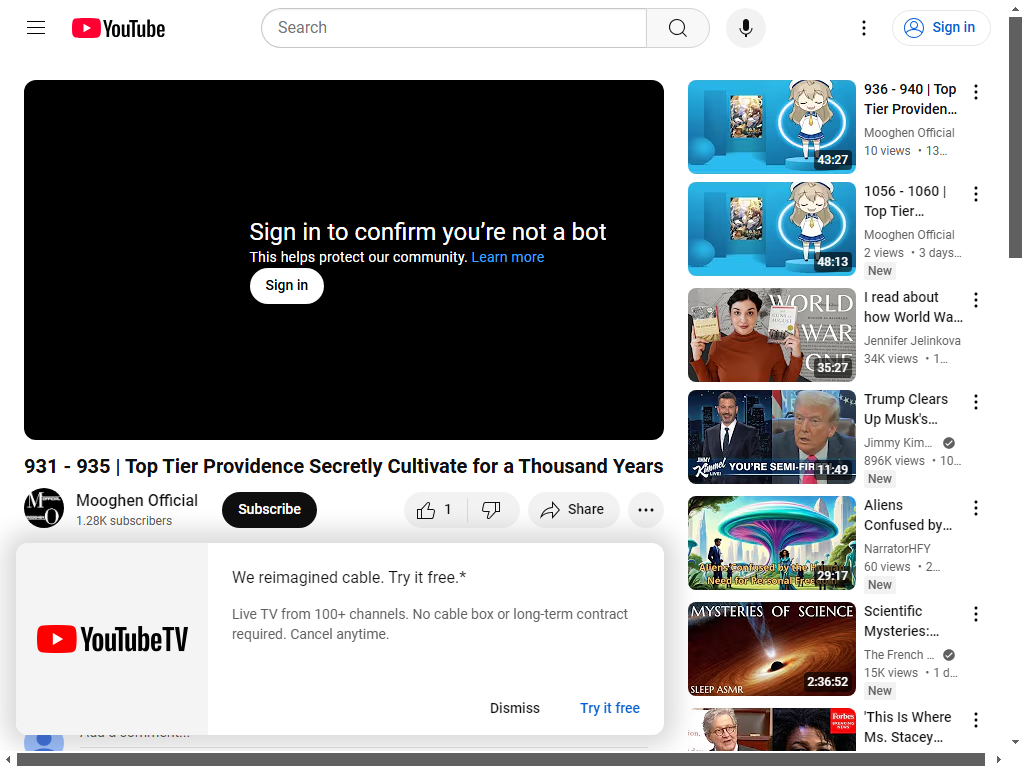 YouTube
Search
Sign in
Sign in to confirm you’re not a bot
This helps protect our community. Learn more
Sign in
931 - 935 | Top Tier Providence Secretly Cultivate for a Thousand Years
Mooghen Official
1.28K subscribers
Subscribe
1
Share
We reimagined cable. Try it free.*
Live TV from 100+ channels. No cable box or long-term contract
required. Cancel anytime.
YouTubeTV
Dismiss
Try it free
Add a comment...
43:27
936 - 940 | Top
Tier Providen...
Mooghen Official
10 views • 13...
48:13
1056 - 1060 |
Top Tier...
Mooghen Official
2 views • 3 days...
New
WORLD
WAR
ONE
35:27
I read about
how World Wa...
Jennifer Jelinkova
34K views • 1...
JIMMY
Kimmel
LIVE!
YOU'RE SEMI-FIR
11:49
Trump Clears
Up Musk's...
Jimmy Kim...
896K views • 10...
New
Aliens Confused by the
Need for Personal Free
29:17
Aliens
Confused by...
NarratorHFY
60 views • 2...
New
MYSTERIES OF SCIENCE
SLEEP ASMR
2:36:52
Scientific
Mysteries:...
The French ...
15K views • 1 d...
New
Forbes
BREAKING
NEWS
'This Is Where
Ms. Stacey...